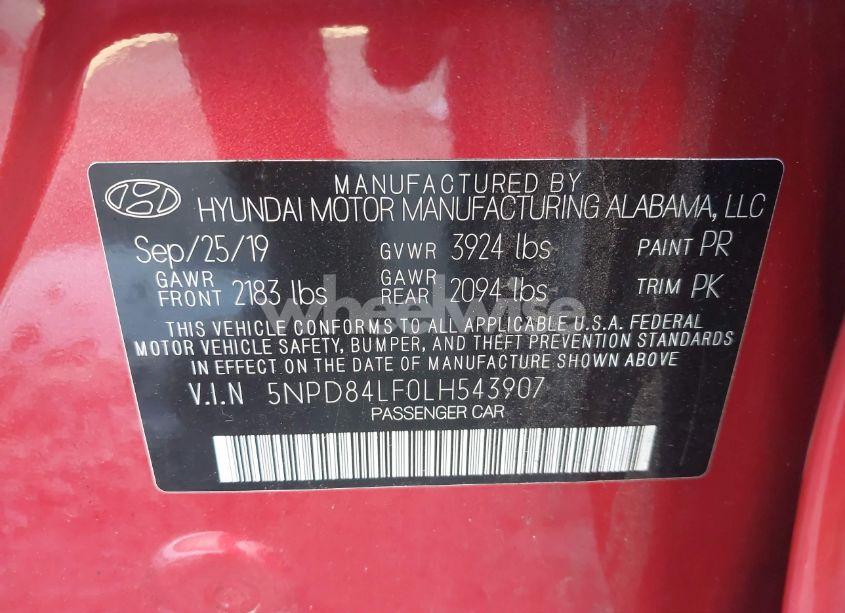 MANUFACTURED BY
HYUNDAI MOTOR MANUFACTURING ALABAMA, LLC
Sep/25/19 GVWR 3924 lbs PAINT PR
GAWR FRONT 2183 lbs GAWR REAR 2094 lbs TRIM PK
wheelwise
THIS VEHICLE CONFORMS TO ALL APPLICABLE U.S.A. FEDERAL
MOTOR VEHICLE SAFETY, BUMPER, AND THEFT PREVENTION STANDARDS
IN EFFECT ON THE DATE OF MANUFACTURE SHOWN ABOVE
V.I.N 5NPD84LF0LH543907
PASSENGER CAR